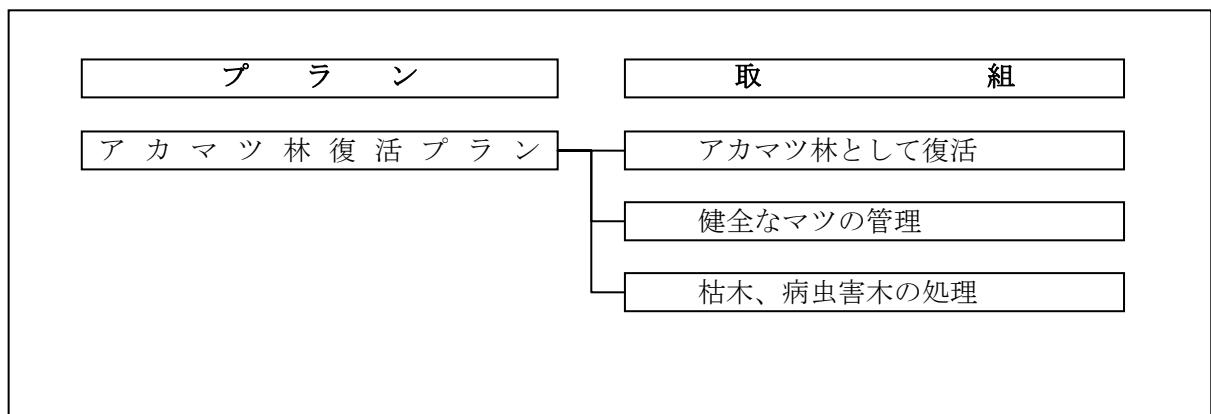 プラン
取組
アカマツ林復活プラン
アカマツ林として復活
健全なマツの管理
枯木、病虫害木の処理